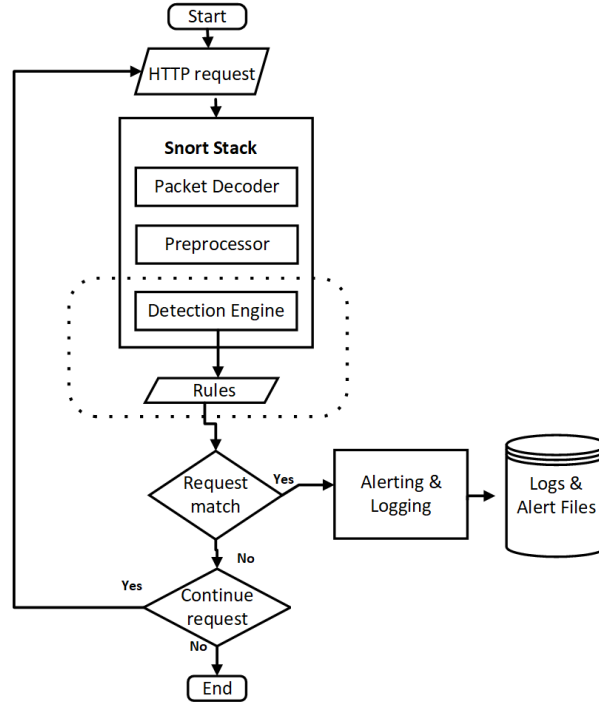 Start
HTTP request
Snort Stack
Packet Decoder
Preprocessor
Detection Engine
Rules
Request
match
Yes
Alerting &
Logging
Logs &
Alert Files
No
Yes
Continue
request
No
End